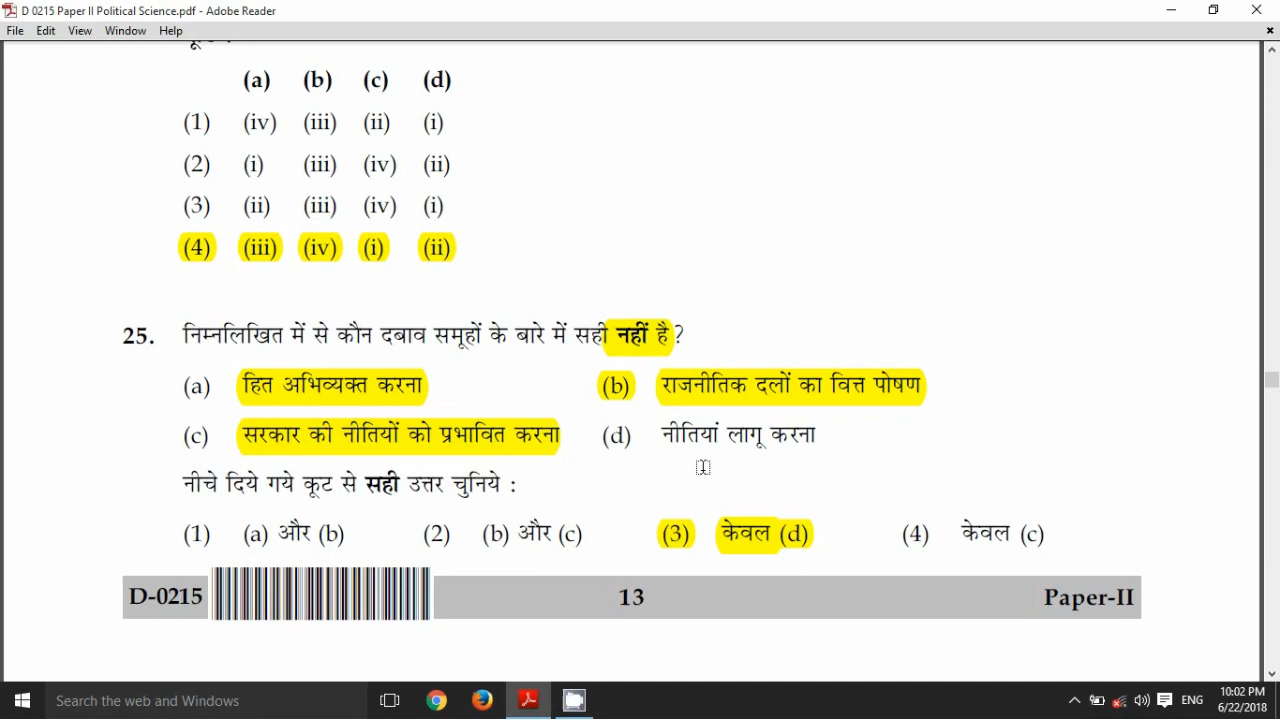 D 0215 Paper II Political Science.pdf - Adobe Reader
File Edit View Window Help
(a) (b) (c) (d)
(1) (iv) (iii) (ii) (i)
(2) (i) (iii) (iv) (ii)
(3) (ii) (iii) (iv) (i)
(4) (iii) (iv) (i) (ii)
25. निम्नलिखित में से कौन दबाव समूहों के बारे में सही नहीं है ?
(a) हित अभिव्यक्त करना (b) राजनीतिक दलों का वित्त पोषण
(c) सरकार की नीतियों को प्रभावित करना (d) नीतियां लागू करना
नीचे दिये गये कूट से सही उत्तर चुनिये :
(1) (a) और (b) (2) (b) और (c) (3) केवल (d) (4) केवल (c)
D-0215 13 Paper-II
Search the web and Windows ENG 10:02 PM
6/22/2018